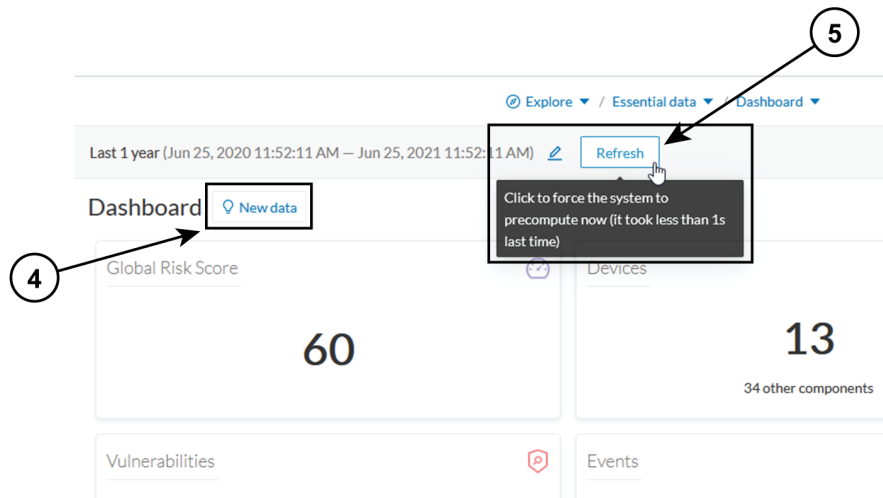 5
Explore / Essential data / Dashboard
Last 1 year (Jun 25, 2020 11:52:11 AM — Jun 25, 2021 11:52:11 AM) Refresh
Click to force the system to
precompute now (it took less than 1s
last time)
Dashboard New data
4
Global Risk Score
Devices
60
13
34 other components
Vulnerabilities
Events